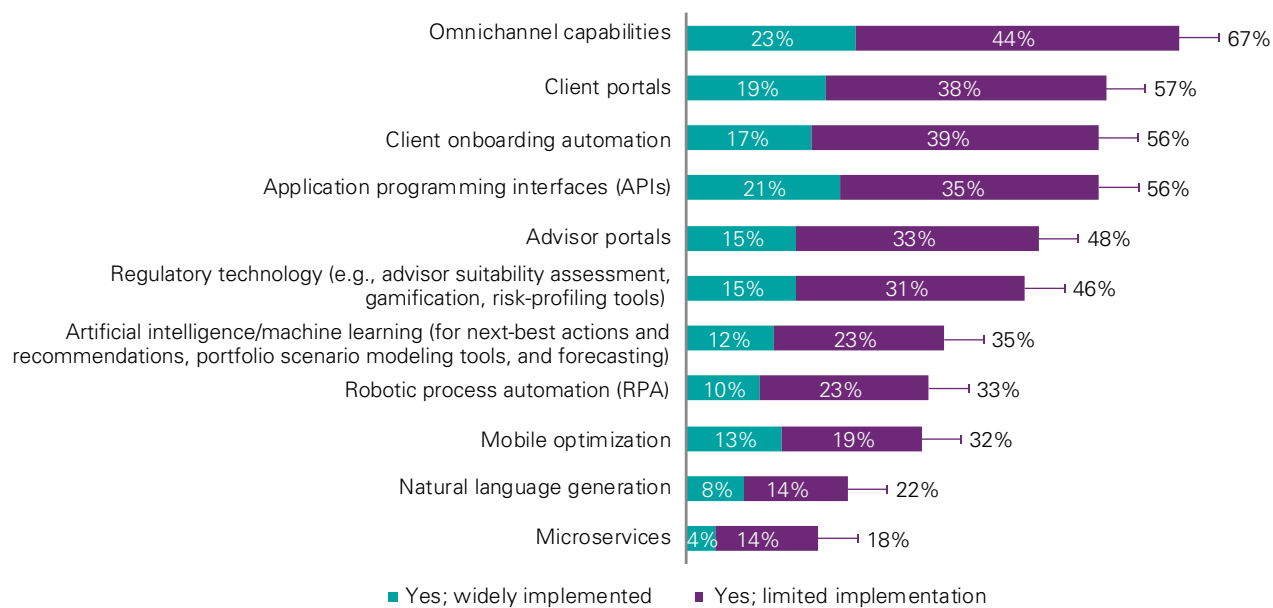 Omnichannel capabilities 23% 44% 67%
Client portals 19% 38% 57%
Client onboarding automation 17% 39% 56%
Application programming interfaces (APIs) 21% 35% 56%
Advisor portals 15% 33% 48%
Regulatory technology (e.g., advisor suitability assessment,
gamification, risk-profiling tools) 15% 31% 46%
Artificial intelligence/machine learning (for next-best actions and
recommendations, portfolio scenario modeling tools, and forecasting) 12% 23% 35%
Robotic process automation (RPA) 10% 23% 33%
Mobile optimization 13% 19% 32%
Natural language generation 8% 14% 22%
Microservices 4% 14% 18%
Yes; widely implemented Yes; limited implementation